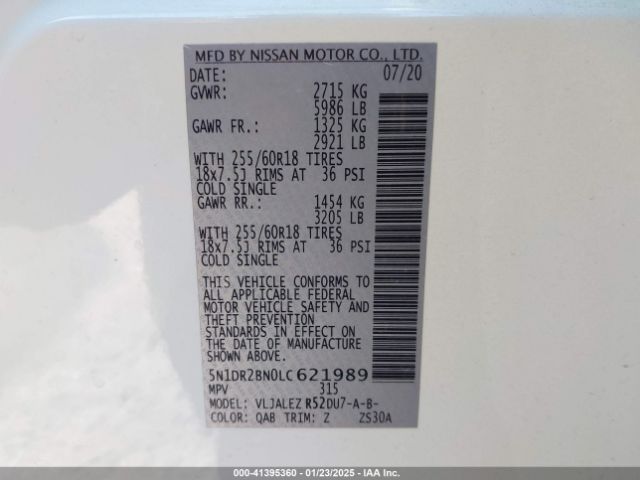 MFD BY NISSAN MOTOR CO., LTD.
DATE: 07/20
GVWR: 2715 KG
5986 LB
GAWR FR.: 1325 KG
2921 LB
WITH 255/60R18 TIRES
18x7.5J RIMS AT 36 PSI
COLD SINGLE
GAWR RR.: 1454 KG
3205 LB
WITH 255/60R18 TIRES
18x7.5J RIMS AT 36 PSI
COLD SINGLE
THIS VEHICLE CONFORMS TO
ALL APPLICABLE FEDERAL
MOTOR VEHICLE SAFETY AND
THEFT PREVENTION
STANDARDS IN EFFECT ON
THE DATE OF MANUFACTURE
SHOWN ABOVE.
5N1DR2BN0LC621989
MPV 315
MODEL: VLJALEZ R52DU7-A-B-
COLOR: QAB TRIM: Z ZS30A
000-41395360 - 01/23/2025 - IAA Inc.